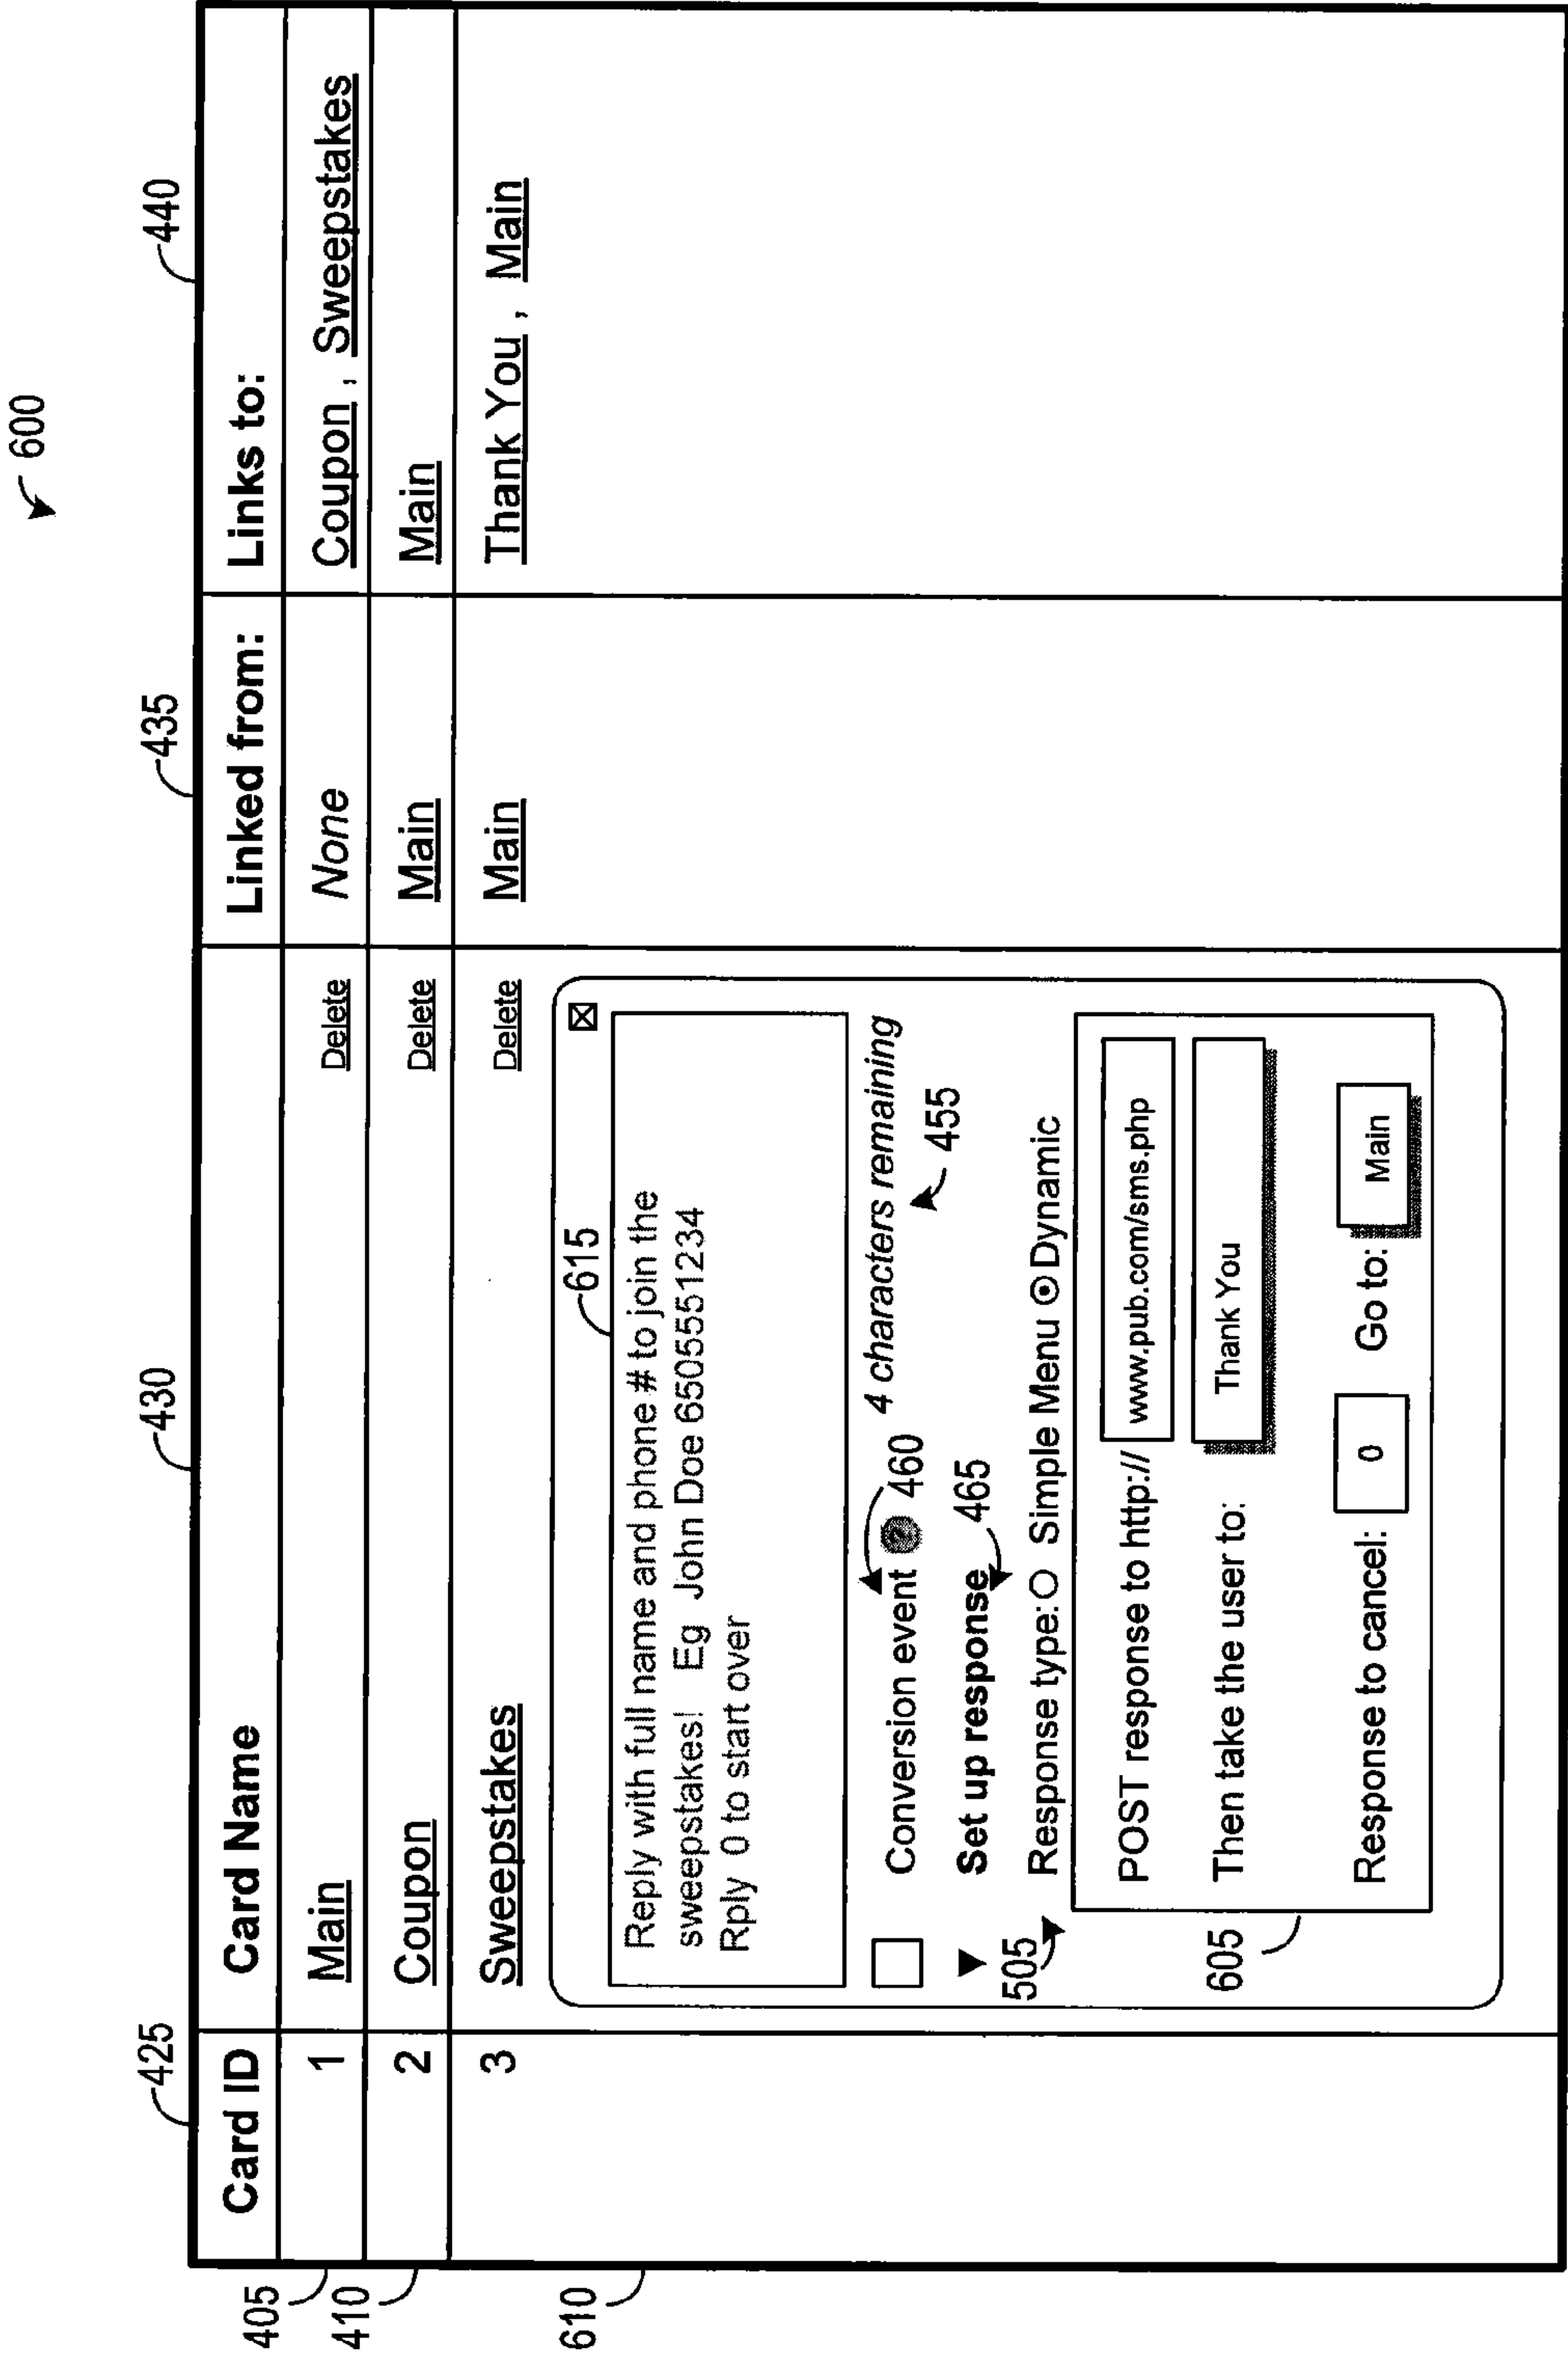 600
425
430
435
440
Card ID Card Name Linked from: Links to:
405
1 Main Delete None Coupon , Sweepstakes
410
2 Coupon Delete Main Main
610
3 Sweepstakes Delete Main Thank You , Main
615
Reply with full name and phone # to join the
sweepstakes! Eg John Doe 6505551234
Rply 0 to start over
Conversion event ? 460 4 characters remaining
455
Set up response 465
505
Response type: Simple Menu Dynamic
605
POST response to http:// www.pub.com/sms.php
Then take the user to: Thank You
Response to cancel: 0 Go to: Main